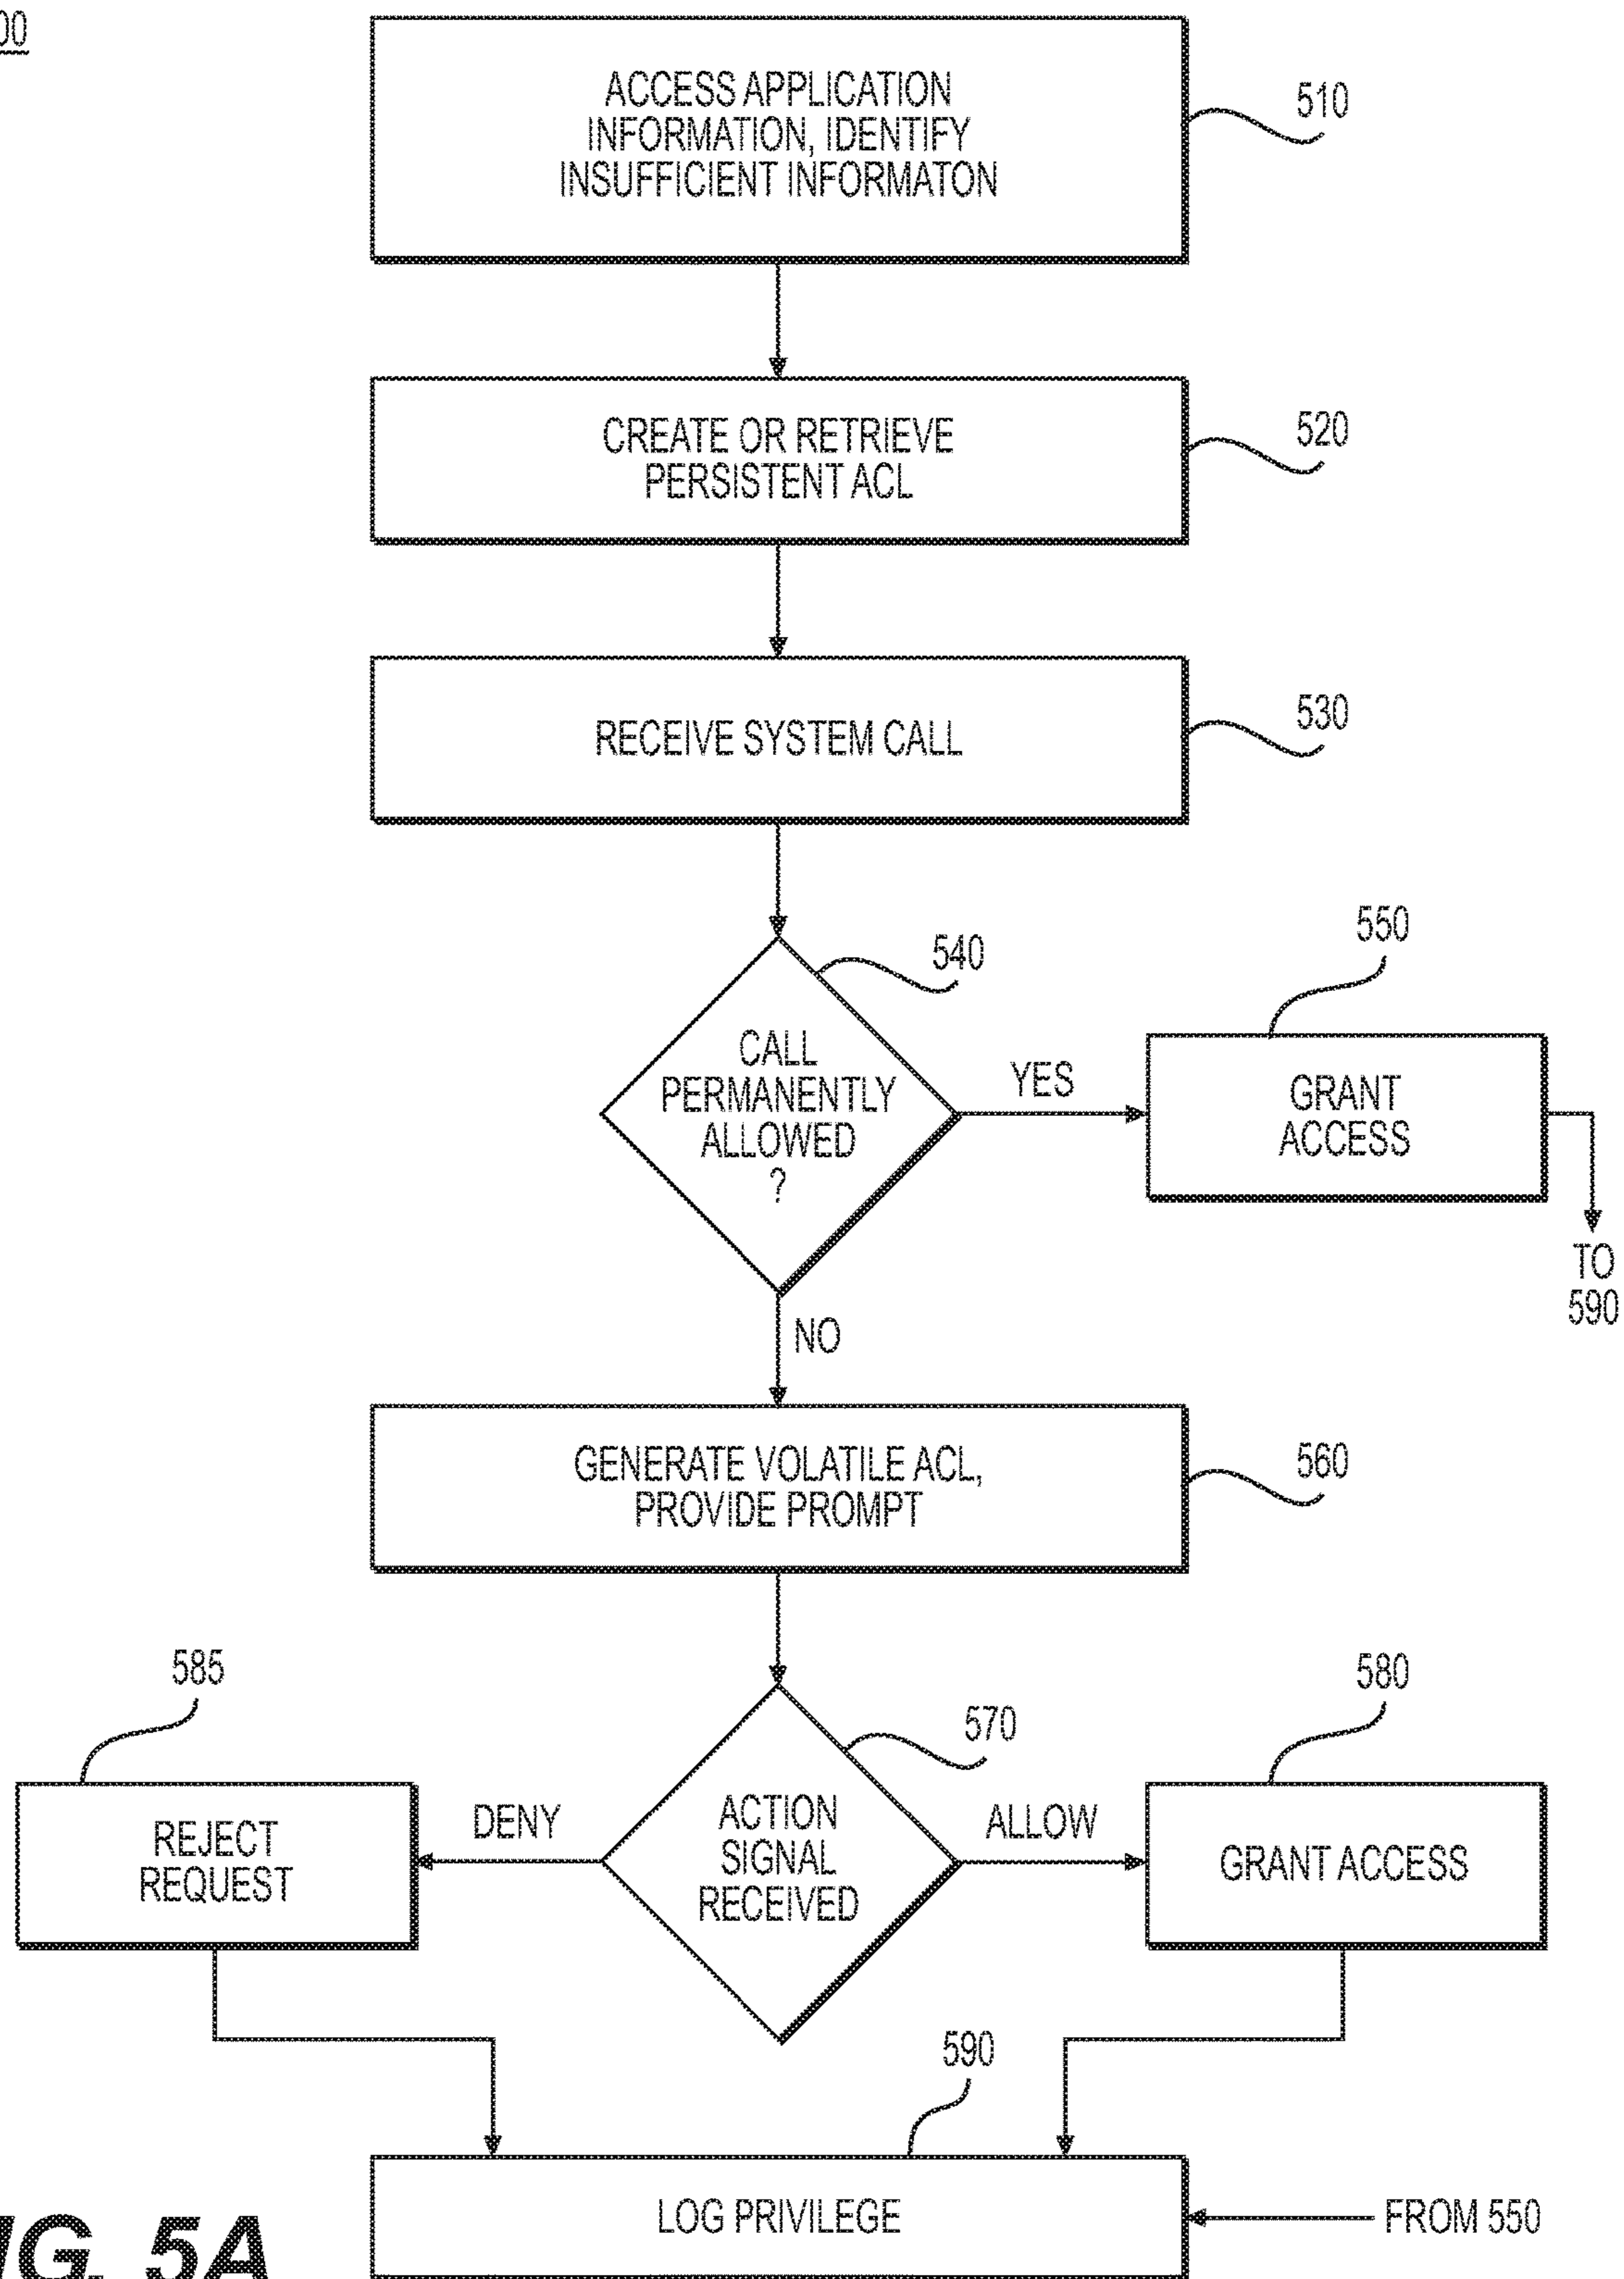 00
ACCESS APPLICATION
INFORMATION, IDENTIFY
INSUFFICIENT INFORMATON
510
CREATE OR RETRIEVE
PERSISTENT ACL
520
RECEIVE SYSTEM CALL
530
540
CALL
PERMANENTLY
ALLOWED
?
YES
550
GRANT
ACCESS
TO
590
NO
GENERATE VOLATILE ACL,
PROVIDE PROMPT
560
570
ACTION
SIGNAL
RECEIVED
DENY
585
REJECT
REQUEST
ALLOW
580
GRANT ACCESS
590
LOG PRIVILEGE
FROM 550
IG. 5A